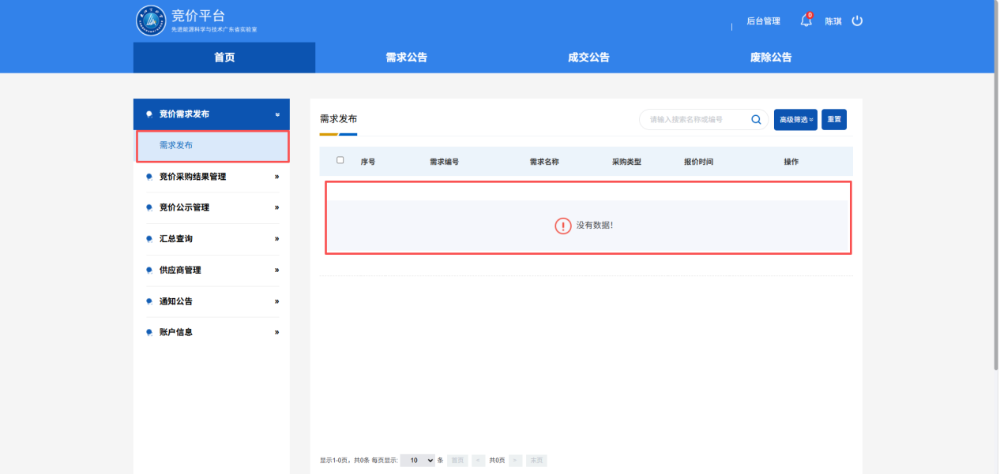 竞价平台
先进能源科学与技术广东省实验室
后台管理
0
陈琪
首页
需求公告
成交公告
废除公告
竞价需求发布
需求发布
竞价采购结果管理 »
竞价公示管理 »
汇总查询 »
供应商管理 »
通知公告 »
账户信息 »
需求发布
请输入搜索名称或编号
高级筛选
重置
序号 需求编号 需求名称 采购类型 报价时间 操作
没有数据!
显示1-0页，共0条 每页显示: 10 条 首页 < 共0页 > 末页